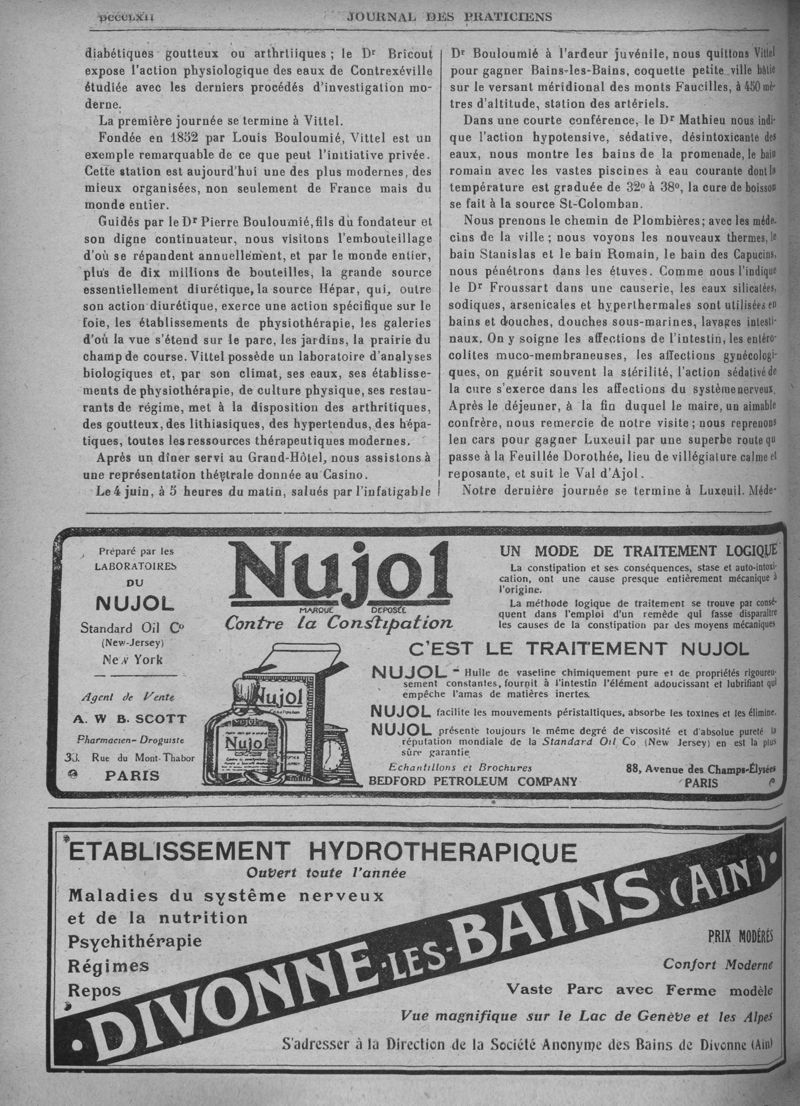 DCCCLXII
JOURNAL DES PRATICIENS
diabétiques goutteux ou arthrtiiques ; le Dr Bricout
expose l'action physiologique des eaux de Contrexéville
étudiée avec les derniers procédés d'investigation mo-
derne.
La première journée se termine à Vittel.
Fondée en 1852 par Louis Bouloumié, Vittel est un
exemple remarquable de ce que peut l'initiative privée.
Cette station est aujourd'hui une des plus modernes, des
mieux organisées, non seulement de France mais du
monde entier.
Guidés par le Dr Pierre Bouloumié, fils du fondateur et
son digne continuateur, nous visitons l'embouteillage
d'où se répandent annuellement, et par le monde entier,
plus de dix millions de bouteilles, la grande source
essentiellement diurétique, la source Hépar, qui, outre
son action diurétique, exerce une action spécifique sur le
foie, les établissements de physiothérapie, les galeries
d'où la vue s'étend sur le parc, les jardins, la prairie du
champ de course. Vittel possède un laboratoire d'analyses
biologiques et, par son climat, ses eaux, ses établisse-
ments de physiothérapie, de culture physique, ses restau-
rants de régime, met à la disposition des arthritiques,
des goutteux, des lithiasiques, des hypertendus, des hépa-
tiques, toutes les ressources thérapeutiques modernes.
Après un dîner servi au Grand-Hôtel, nous assistons à
une représentation théytrale donnée au Casino.
Le 4 juin, à 5 heures du matin, salués par l'infatigable
Dr Bouloumié à l'ardeur juvénile, nous quittons Vittel
pour gagner Bains-les-Bains, coquette petite ville bâtie
sur le versant méridional des monts Faucilles, à 450 mè-
tres d'altitude, station des artériels.
Dans une courte conférence, le Dr Mathieu nous indi-
que l'action hypotensive, sédative, désintoxicante des
eaux, nous montre les bains de la promenade, le bain
romain avec les vastes piscines à eau courante dont la
température est graduée de 32° à 38°, la cure de boisson
se fait à la source St-Colomban.
Nous prenons le chemin de Plombières ; avec les méde-
cins de la ville ; nous voyons les nouveaux thermes, le
bain Stanislas et le bain Romain, le bain des Capucins,
nous pénétrons dans les étuves. Comme nous l'indique
le Dr Froussart dans une causerie, les eaux silicatées,
sodiques, arsenicales et hyperthermales sont utilisées en
bains et douches, douches sous-marines, lavages intesti-
naux. On y soigne les affections de l'intestin, les entéro-
colites muco-membraneuses, les affections gynécologi-
ques, on guérit souvent la stérilité, l'action sédative de
la cure s'exerce dans les affections du système nerveux.
Après le déjeuner, à la fin duquel le maire, un aimable
confrère, nous remercie de notre visite ; nous reprenons
len cars pour gagner Luxeuil par une superbe route qu
passe à la Feuillée Dorothée, lieu de villégiature calme et
reposante, et suit le Val d'Ajol.
Notre dernière journée se termine à Luxeuil. Méde-
Préparé par les
LABORATOIRES
DU
NUJOL
Standard Oil Co
(New-Jersey)
New York
Agent de Vente
A. W B. SCOTT
Pharmacien-Droguiste
33, Rue du Mont-Thabor
PARIS
Nujol
MARQUE DEPOSÉE
Contre la Constipation
UN MODE DE TRAITEMENT LOGIQUE
La constipation et ses conséquences, stase et auto-intoxi-
cation, ont une cause presque entièrement mécanique à
l'origine.
La méthode logique de traitement se trouve par consé-
quent dans l'emploi d'un remède qui fasse disparaître
les causes de la constipation par des moyens mécaniques
C'EST LE TRAITEMENT NUJOL
NUJOL - Huile de vaseline chimiquement pure et de propriétés rigoureu-
sement constantes, fournit à l'intestin l'élément adoucissant et lubrifiant qui
empêche l'amas de matières inertes.
NUJOL facilite les mouvements péristaltiques, absorbe les toxines et les élimine.
NUJOL présente toujours le même degré de viscosité et d'absolue pureté la
réputation mondiale de la Standard Oil Co (New Jersey) en est la plus
sûre garantie
Echantillons et Brochures
BEDFORD PETROLEUM COMPANY
88, Avenue des Champs-Élysées
PARIS
Nujol
Nujol
ETABLISSEMENT HYDROTHERAPIQUE
Ouvert toute l'année
Maladies du système nerveux
et de la nutrition
Psychithérapie
Régimes
Repos
DIVONNE-LES-BAINS (AIN)
PRIX MODÉRÉS
Confort Moderne
Vaste Parc avec Ferme modèle
Vue magnifique sur le Lac de Genève et les Alpes
S'adresser à la Direction de la Société Anonyme des Bains de Divonne (Ain)